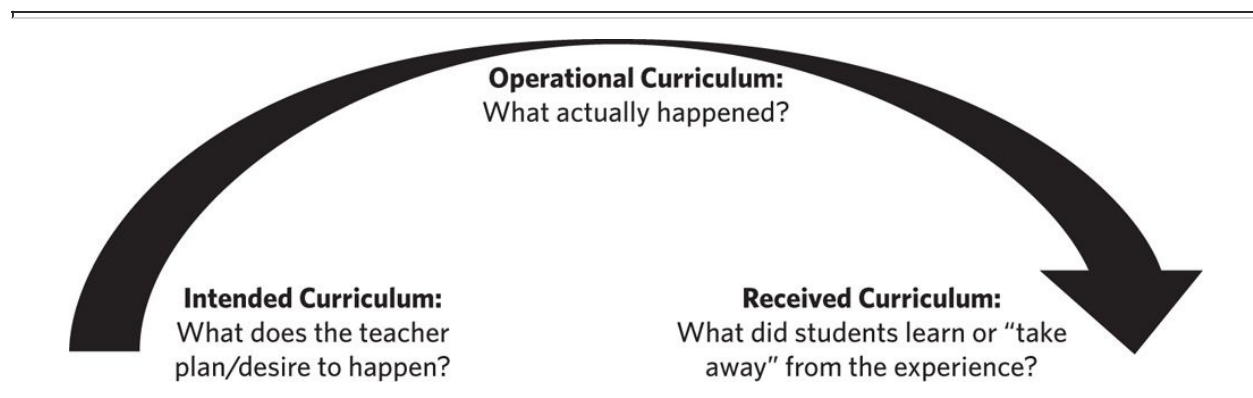 Operational Curriculum:
What actually happened?
Intended Curriculum:
What does the teacher
plan/desire to happen?
Received Curriculum:
What did students learn or “take
away” from the experience?